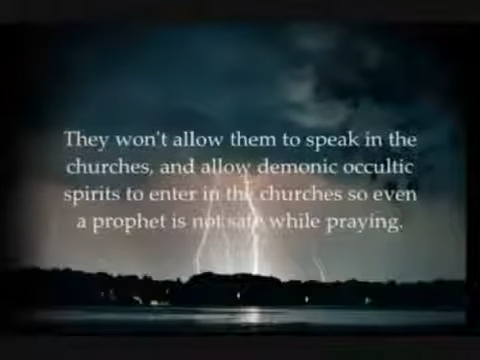 They won't allow them to speak in the
churches, and allow demonic occultic
spirits to enter in the churches so even
a prophet is not safe while praying.